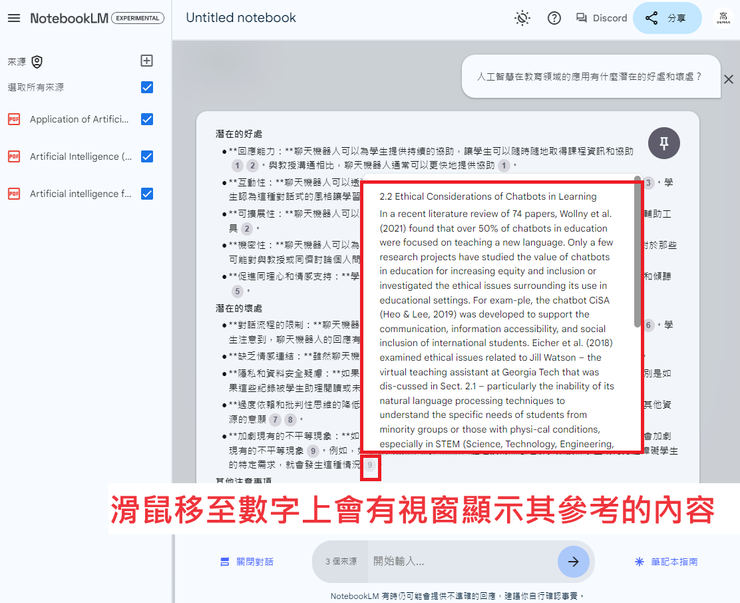 NotebookLM EXPERIMENTAL
Untitled notebook
Discord
分享
來源
選取所有來源
PDF Application of Artifici...
PDF Artificial Intelligence (...
PDF Artificial intelligence f...
人工智慧在教育領域的應用有什麼潛在的好處和壞處？
潛在的好處
●**回應能力：**聊天機器人可以為學生提供持續的協助，讓學生可以隨時隨地取得課程資訊和協助
1 2。與教授溝通相比，聊天機器人通常可以更快地提供協助 1。
●**互動性：**聊天機器人可以透
3。學
生認為這種對話式的風格讓學習
●**可擴展性：**聊天機器人可以
輔助工
具 2。
●**機密性：**聊天機器人可以為
對於那些
可能對與教授或同儕討論個人問
●**促進同理心和情感支持：**學
和傾聽
5。
潛在的壞處
●**對話流程的限制：**聊天機器
6。學
生注意到，聊天機器人的回應有
●**缺乏情感連結：**雖然聊天機
●**隱私和資料安全疑慮：**如果
別是如
果這些紀錄被學生助理閱讀或未
●**過度依賴和批判性思維的降低
其他資
源的意願 7 8。
●**加劇現有的不平等現象：**如
會加劇
現有的不平等現象 9。例如，如
障礙學生
的特定需求，就會發生這種情況 9
其他注意事項
2.2 Ethical Considerations of Chatbots in Learning
In a recent literature review of 74 papers, Wollny et al.
(2021) found that over 50% of chatbots in education
were focused on teaching a new language. Only a few
research projects have studied the value of chatbots
in education for increasing equity and inclusion or
investigated the ethical issues surrounding its use in
educational settings. For exam-ple, the chatbot CiSA
(Heo & Lee, 2019) was developed to support the
communication, information accessibility, and social
inclusion of international students. Eicher et al. (2018)
examined ethical issues related to Jill Watson – the
virtual teaching assistant at Georgia Tech that was
dis-cussed in Sect. 2.1 – particularly the inability of its
natural language processing techniques to
understand the specific needs of students from
minority groups or those with physi-cal conditions,
especially in STEM (Science, Technology, Engineering,
滑鼠移至數字上會有視窗顯示其參考的內容
關閉對話
3 個來源
開始輸入...
筆記本指南
NotebookLM 有時仍可能會提供不準確的回應，建議你自行確認事實。